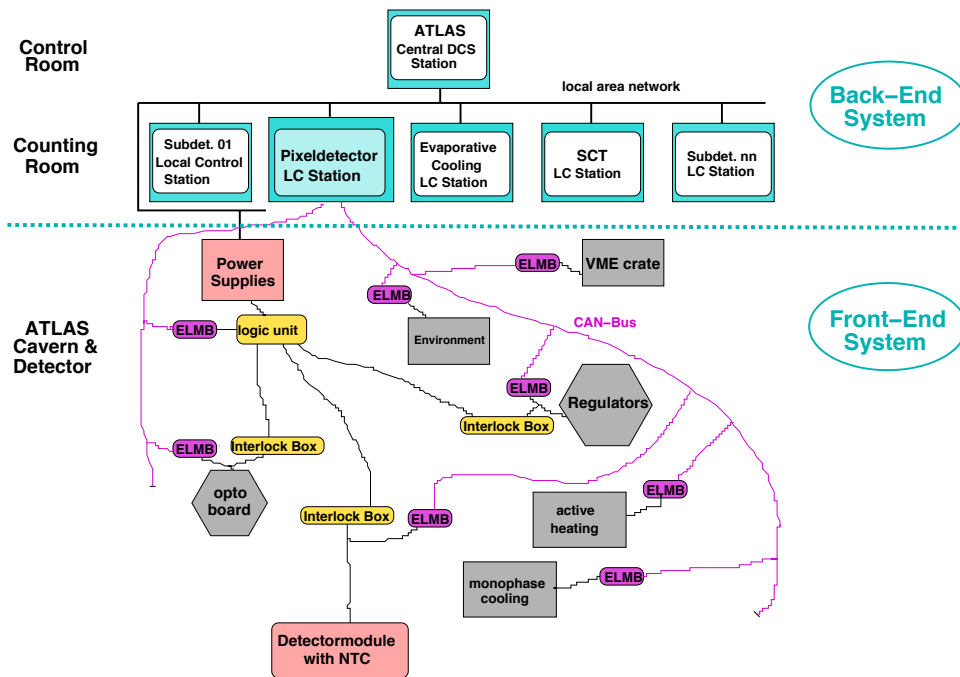 Control
Room
ATLAS
Central DCS
Station
local area network
Back–End
System
Counting
Room
Subdet. 01
Local Control
Station
Pixeldetector
LC Station
Evaporative
Cooling
LC Station
SCT
LC Station
Subdet. nn
LC Station
Power
Supplies
ELMB
VME crate
ELMB
Environment
CAN–Bus
Front–End
System
ATLAS
Cavern &
Detector
ELMB
logic unit
ELMB
Regulators
Interlock Box
ELMB
Interlock Box
opto
board
Interlock Box
ELMB
ELMB
active
heating
monophase
cooling
ELMB
Detectormodule
with NTC